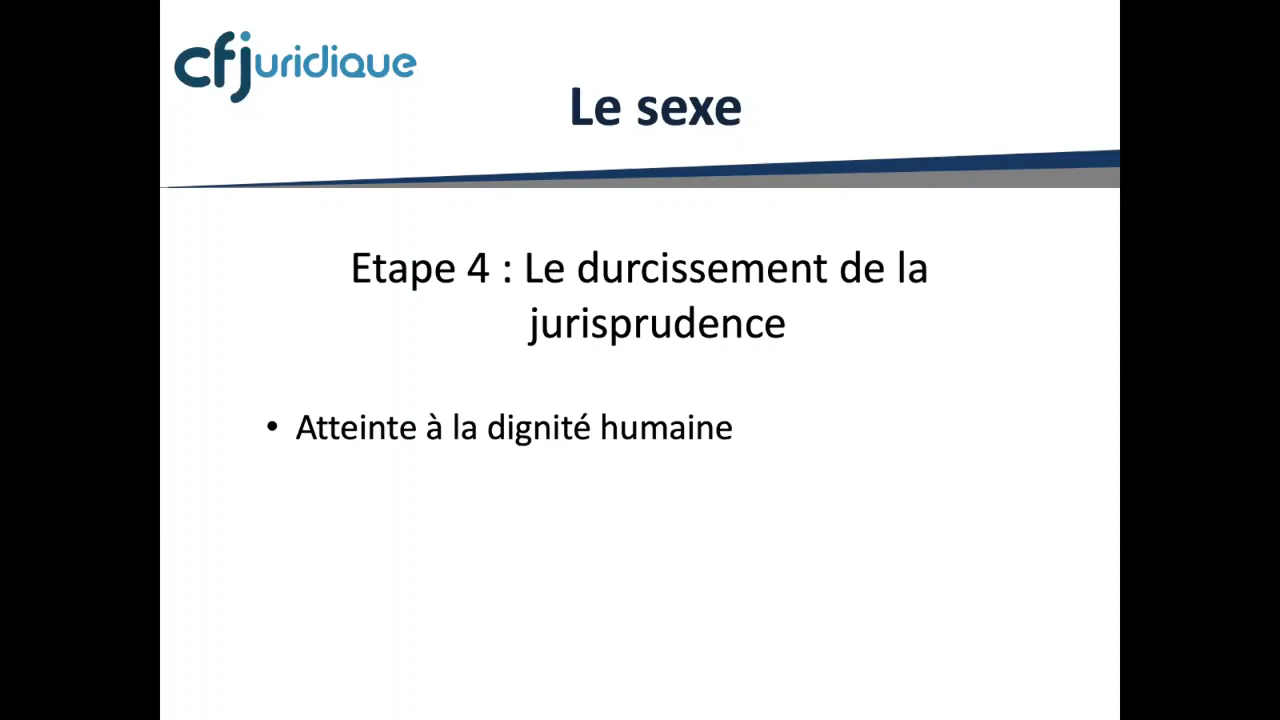 cfjuridique
Le sexe
Etape 4 : Le durcissement de la
jurisprudence
• Atteinte à la dignité humaine